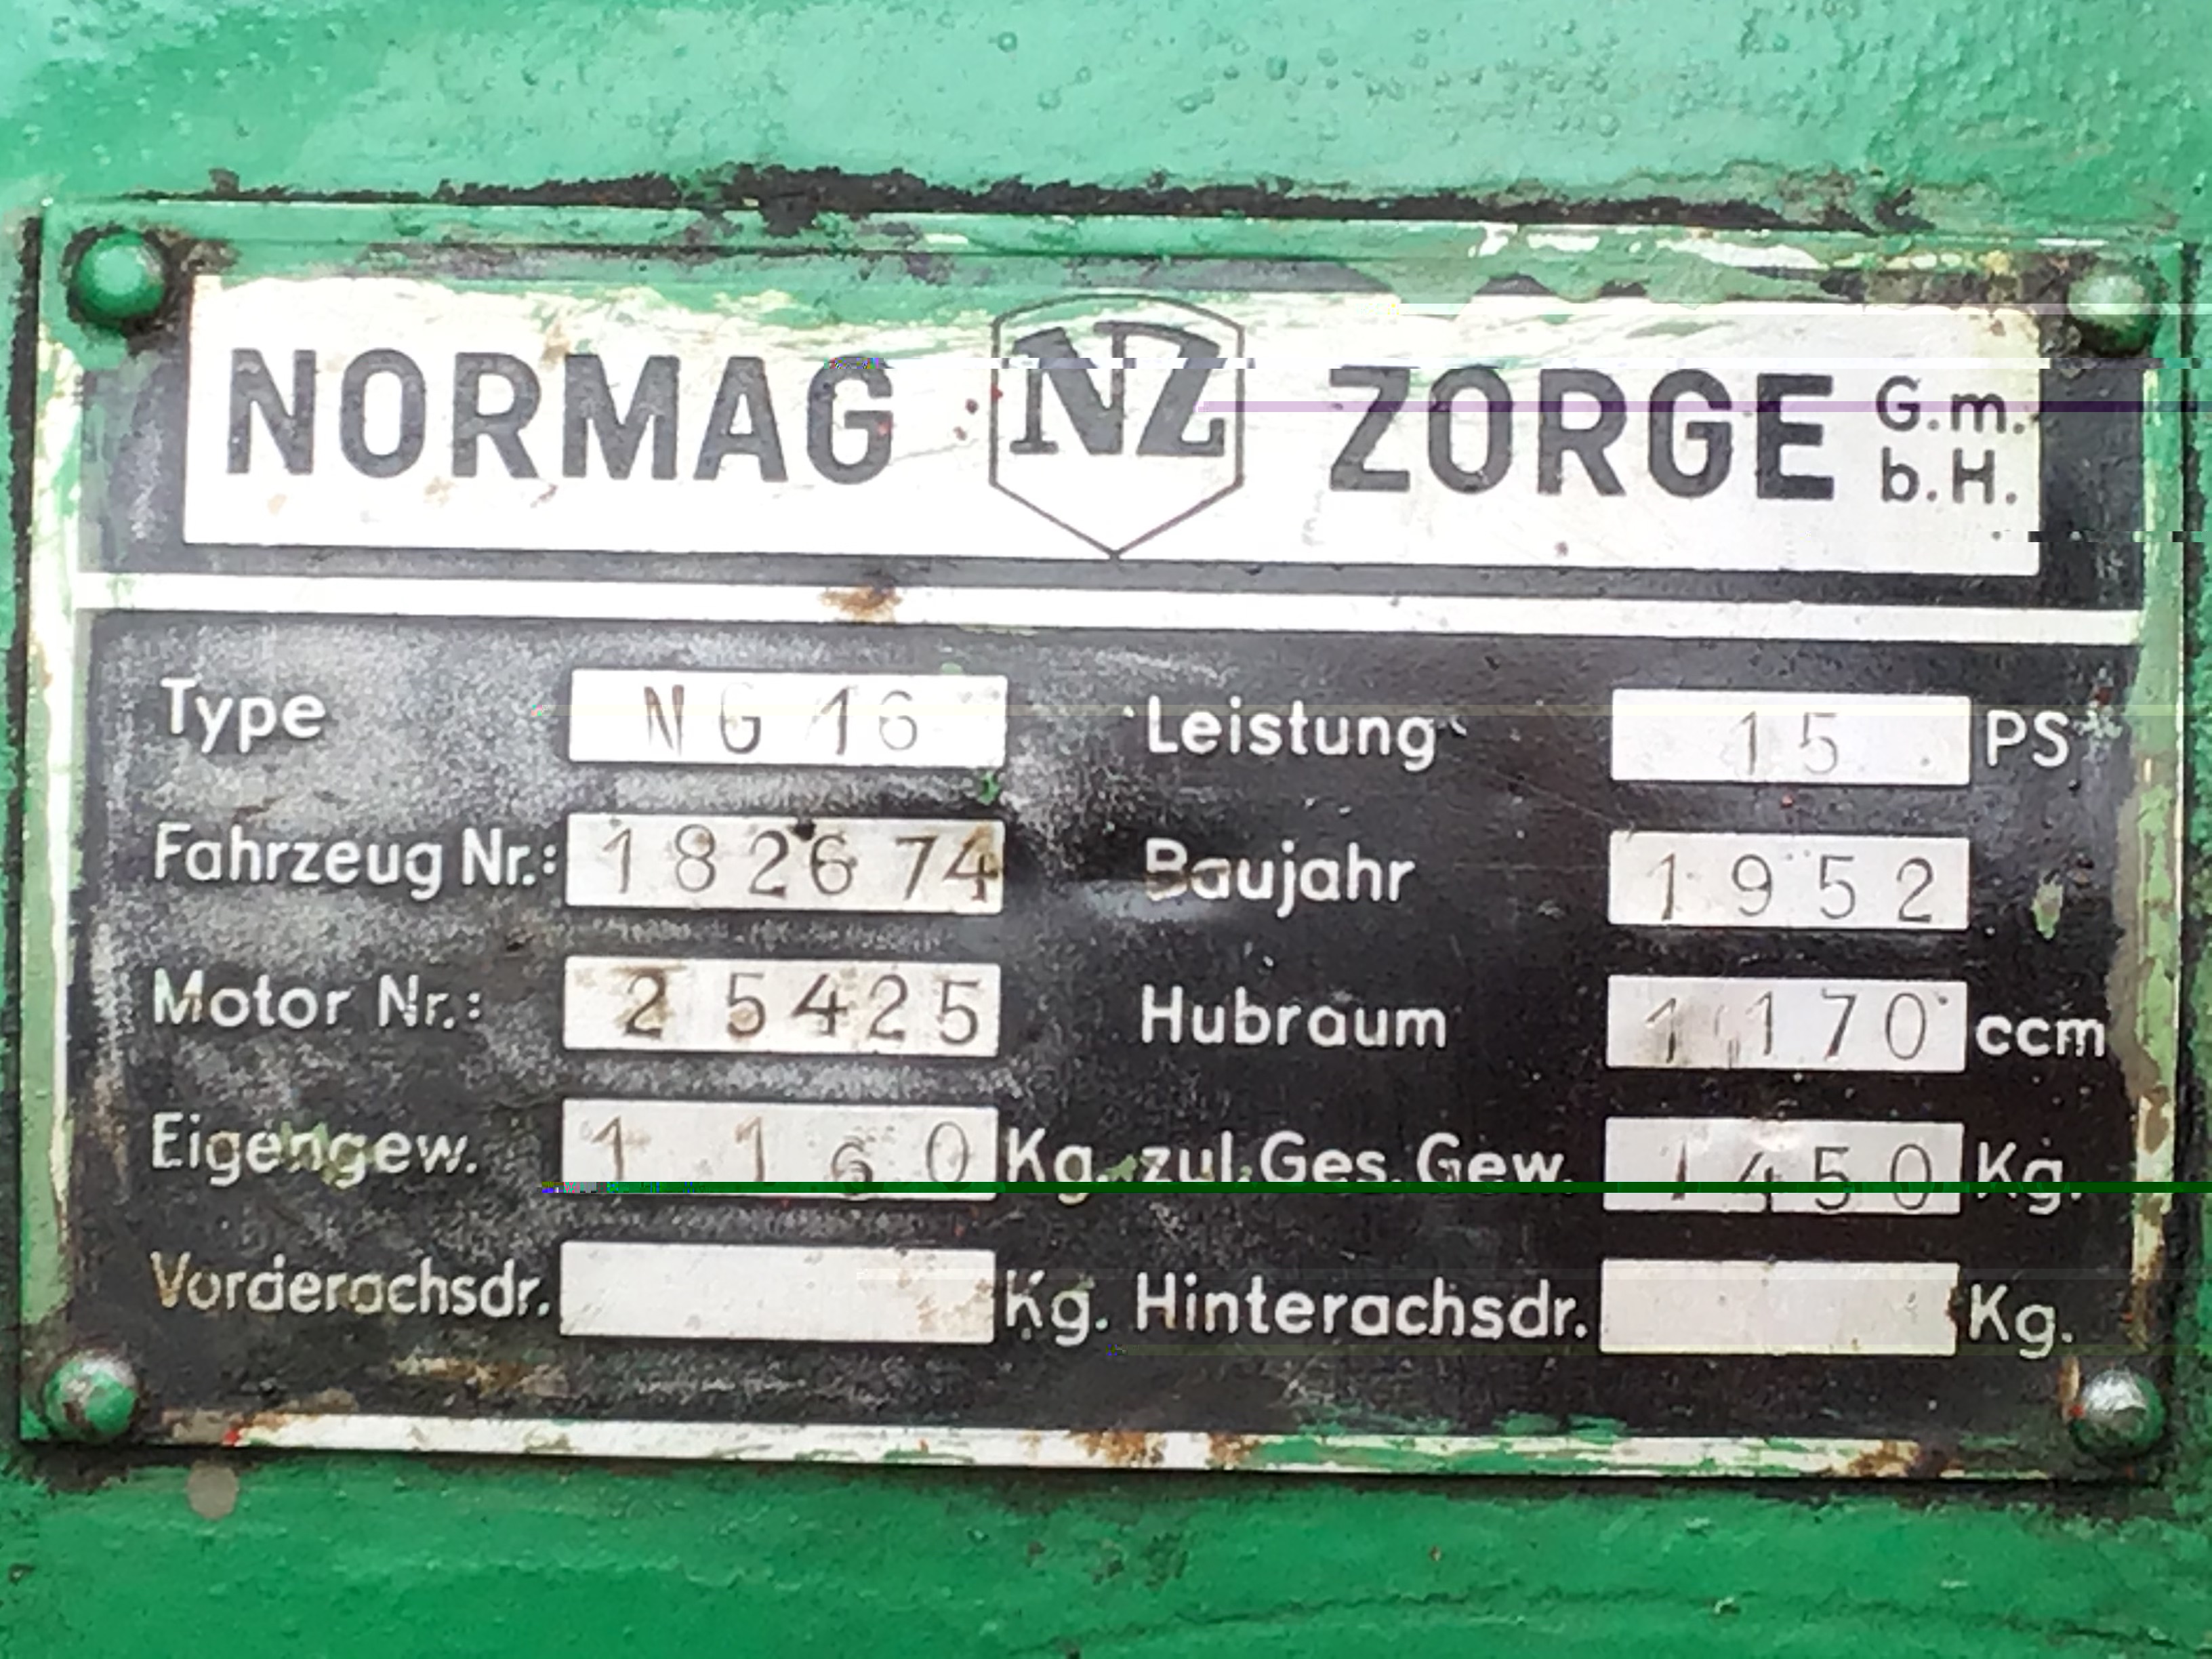 NORMAG NZ ZORGE G.m.b.H.
Type NG 16 Leistung 15 PS
Fahrzeug Nr.: 182674 Baujahr 1952
Motor Nr.: 25425 Hubraum 1170 ccm
Eigengew. 1160 Kg. zul. Ges. Gew. 1450 Kg.
Vorderachsdr. Kg. Hinterachsdr. Kg.